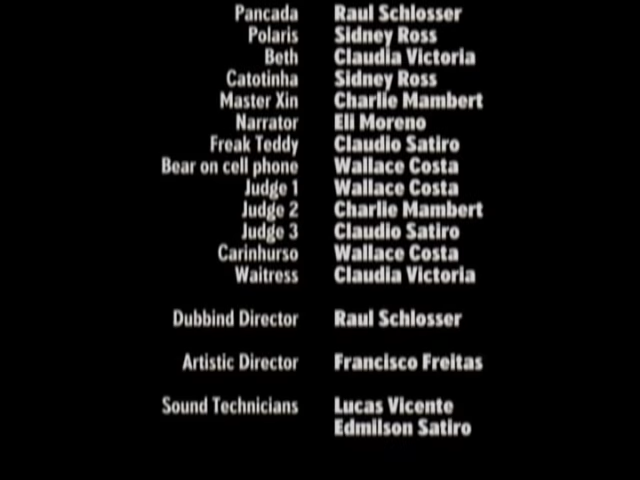 Pancada Raul Schlosser
Polaris Sidney Ross
Beth Claudia Victoria
Catotinha Sidney Ross
Master Xin Charlie Mambert
Narrator Eli Moreno
Freak Teddy Claudio Satiro
Bear on cell phone Wallace Costa
Judge 1 Wallace Costa
Judge 2 Charlie Mambert
Judge 3 Claudio Satiro
Carinhurso Wallace Costa
Waitress Claudia Victoria
Dubbind Director Raul Schlosser
Artistic Director Francisco Freitas
Sound Technicians Lucas Vicente
Edmilson Satiro